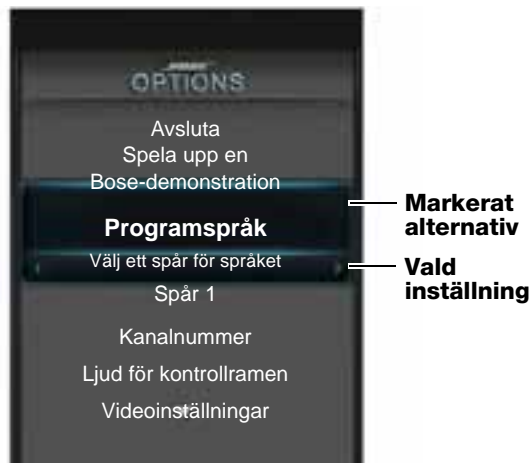 OPTIONS
Avsluta
Spela upp en
Bose-demonstration
Programspråk
Välj ett spår för språket
Spår 1
Kanalnummer
Ljud för kontrollramen
Videoinställningar
Markerat
alternativ
Vald
inställning